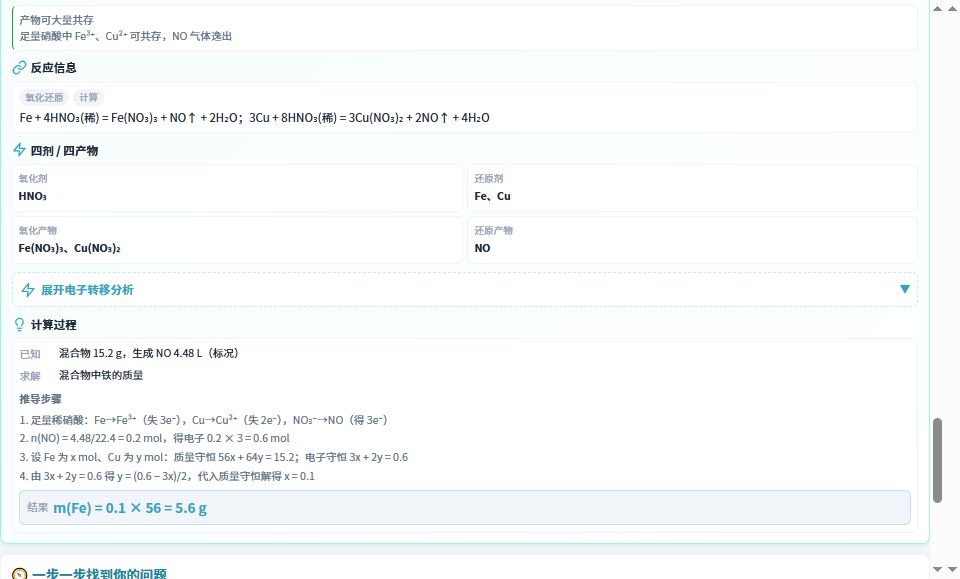 产物可大量共存
足量硝酸中 Fe³⁺、Cu²⁺ 可共存，NO 气体逸出
反应信息
氧化还原 计算
Fe + 4HNO₃(稀) = Fe(NO₃)₃ + NO↑ + 2H₂O；3Cu + 8HNO₃(稀) = 3Cu(NO₃)₂ + 2NO↑ + 4H₂O
四剂 / 四产物
氧化剂
HNO₃
还原剂
Fe、Cu
氧化产物
Fe(NO₃)₃、Cu(NO₃)₂
还原产物
NO
展开电子转移分析
计算过程
已知 混合物 15.2 g，生成 NO 4.48 L（标况）
求解 混合物中铁的质量
推导步骤
1. 足量稀硝酸：Fe→Fe³⁺（失 3e⁻），Cu→Cu²⁺（失 2e⁻），NO₃⁻→NO（得 3e⁻）
2. n(NO) = 4.48/22.4 = 0.2 mol，得电子 0.2 × 3 = 0.6 mol
3. 设 Fe 为 x mol、Cu 为 y mol：质量守恒 56x + 64y = 15.2；电子守恒 3x + 2y = 0.6
4. 由 3x + 2y = 0.6 得 y = (0.6 − 3x)/2，代入质量守恒解得 x = 0.1
结果 m(Fe) = 0.1 × 56 = 5.6 g
一步一步找到你的问题